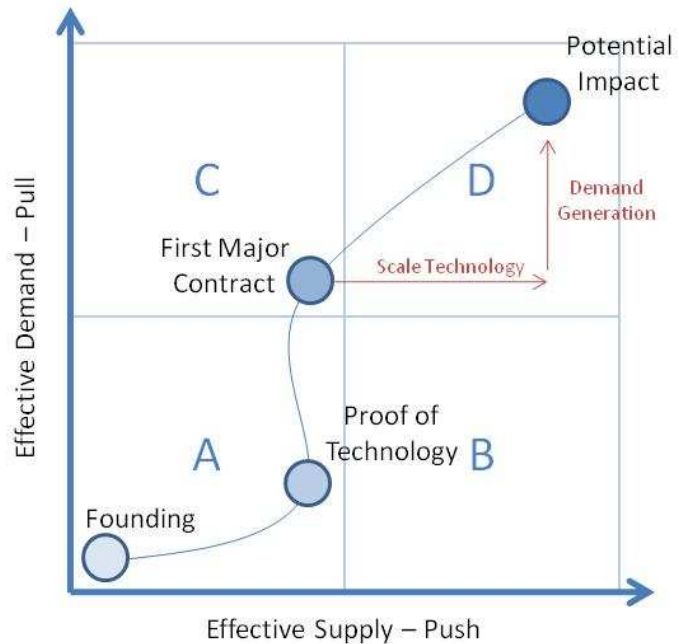 Potential
Impact
C
D
Demand
Generation
First Major
Contract
Scale Technology
Effective Demand – Pull
Proof of
Technology
A
B
Founding
Effective Supply – Push